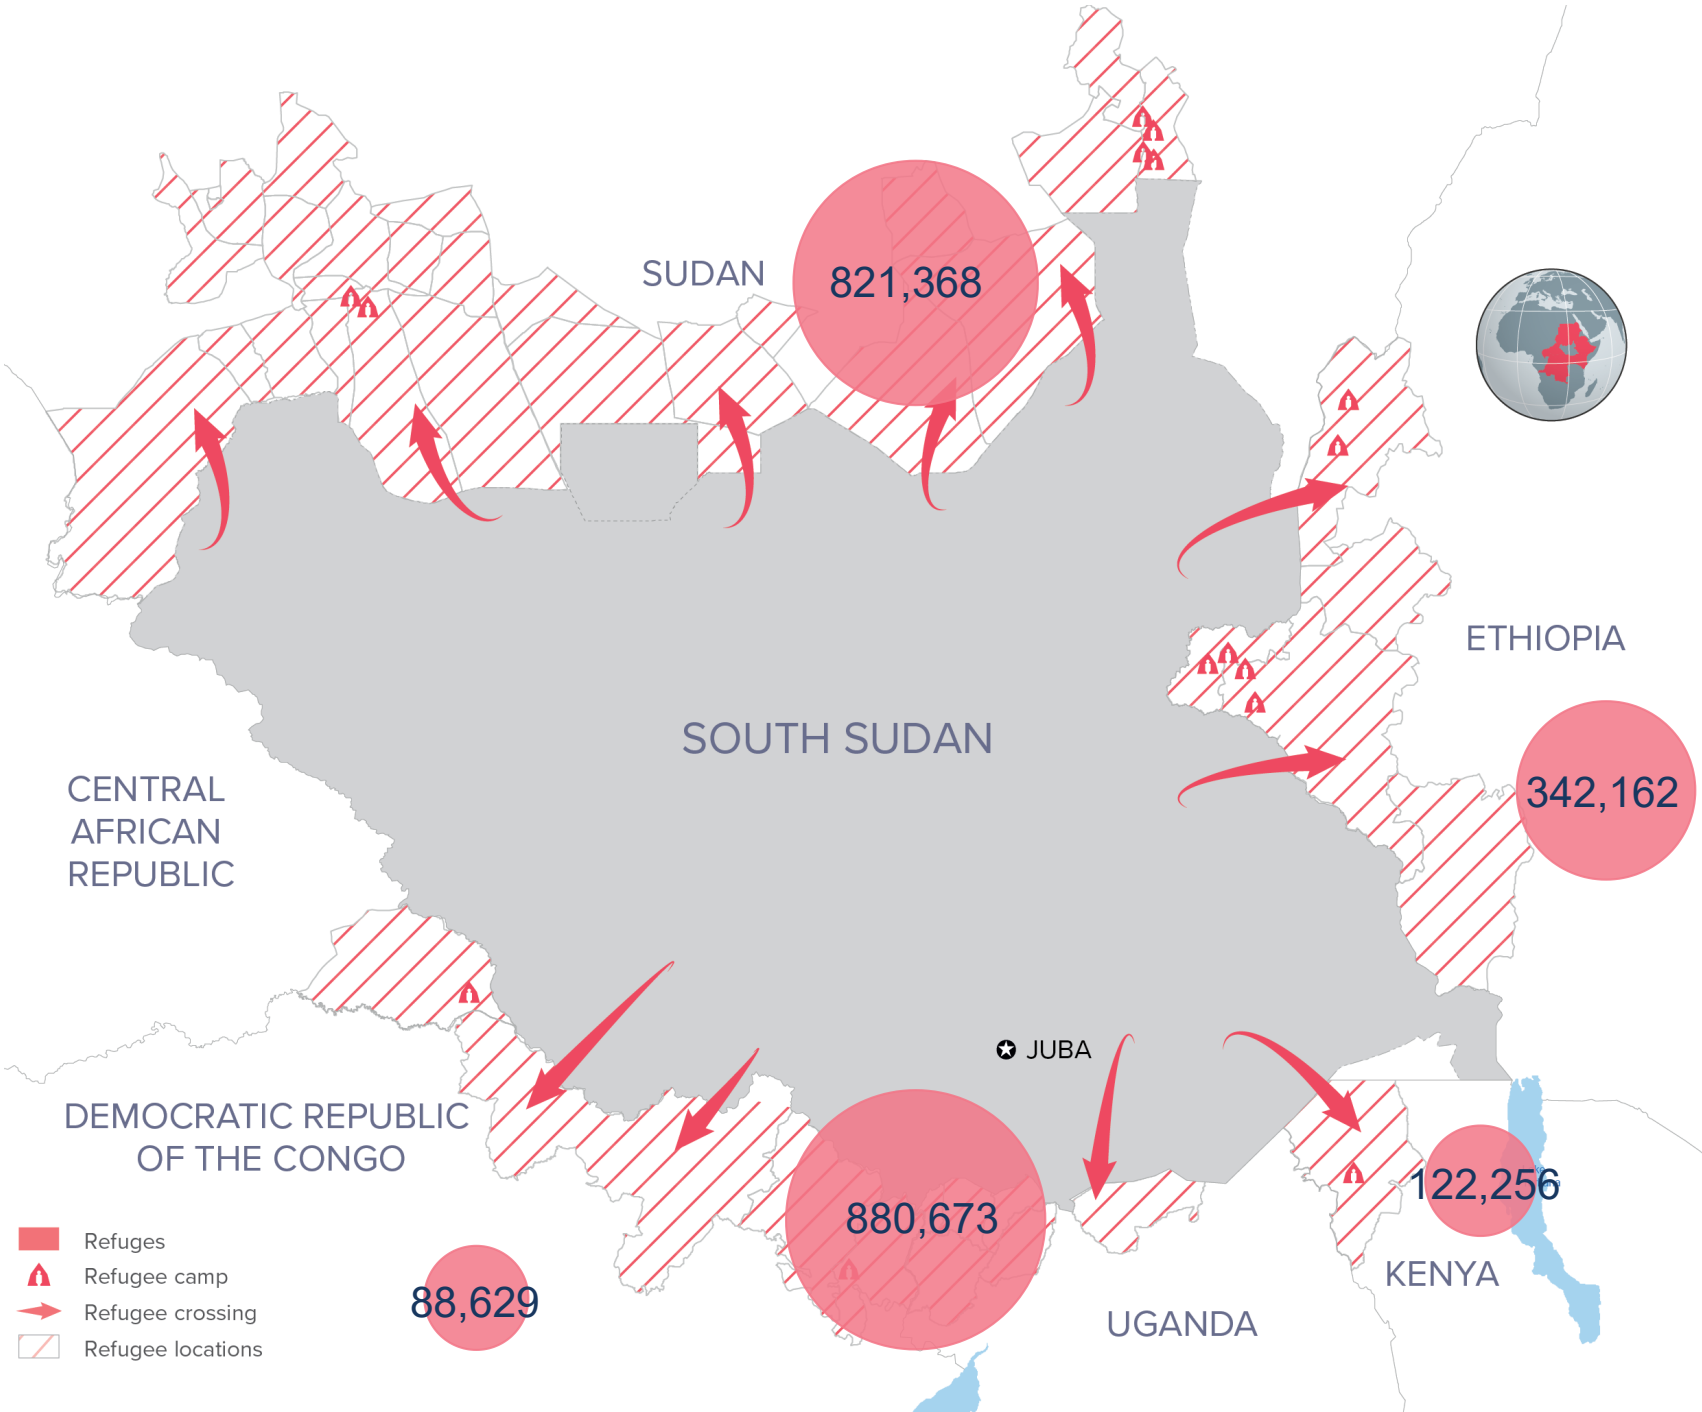 SUDAN
821,368
ETHIOPIA
SOUTH SUDAN
342,162
CENTRAL
AFRICAN
REPUBLIC
JUBA
DEMOCRATIC REPUBLIC
OF THE CONGO
122,256
880,673
KENYA
88,629
UGANDA
Refuges
Refugee camp
Refugee crossing
Refugee locations